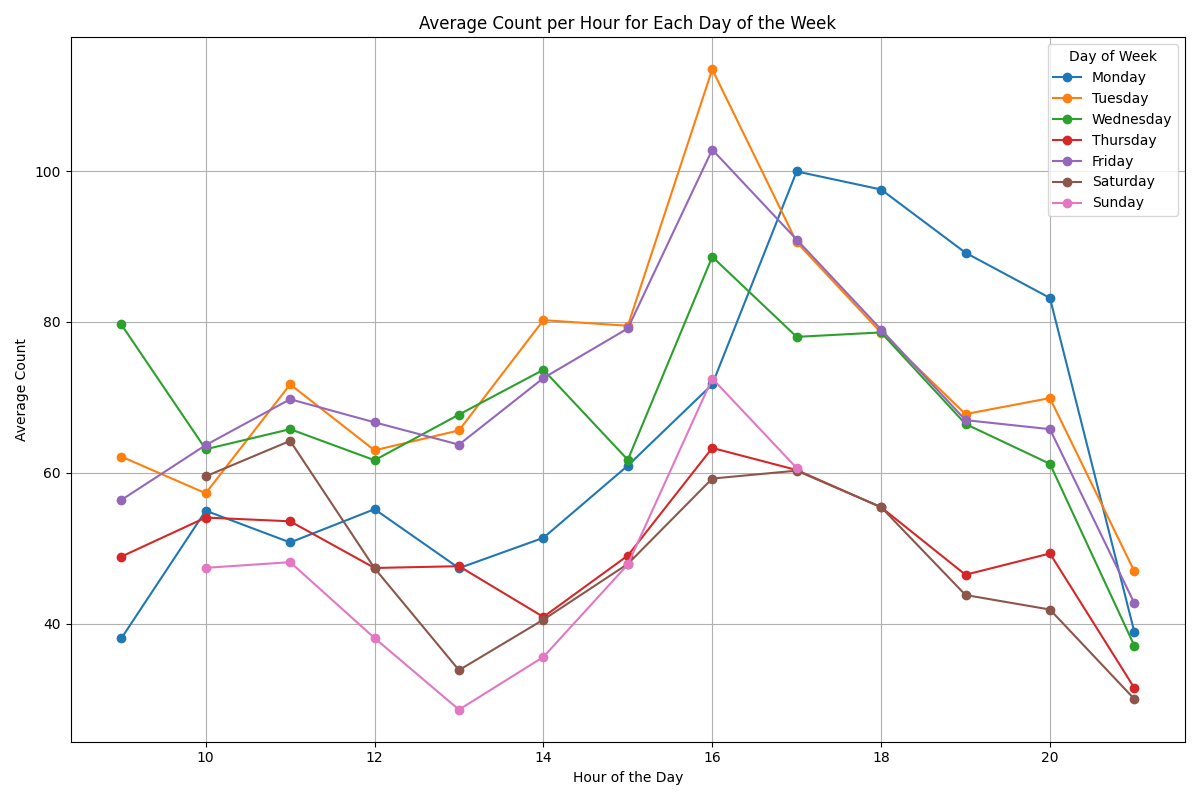 Average Count per Hour for Each Day of the Week
Average Count
100
80
60
40
Day of Week
Monday
Tuesday
Wednesday
Thursday
Friday
Saturday
Sunday
10 12 14 16 18 20
Hour of the Day